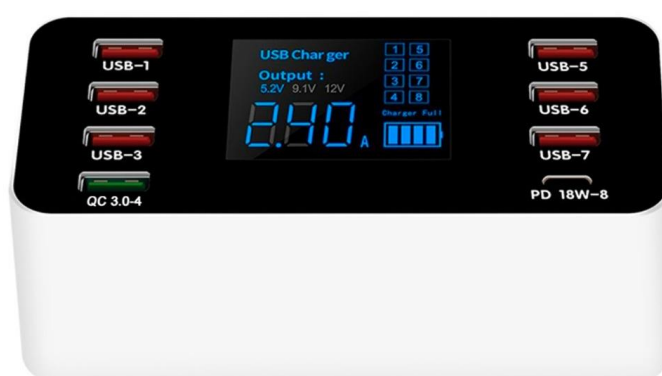 USB-1
USB-2
USB-3
QC 3.0-4
USB Charger
Output :
5.2V 9.1V 12V
2.40 A
1 5
2 6
3 7
4 8
Charger Full
USB-5
USB-6
USB-7
PD 18W-8